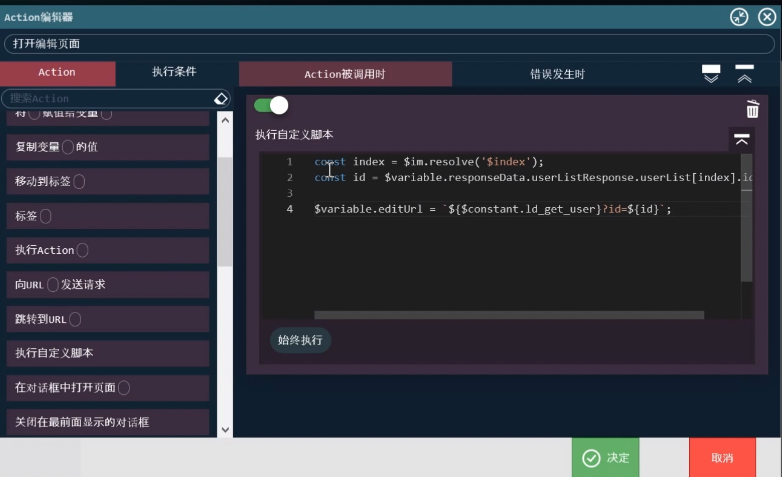 Action编辑器
打开编辑页面
Action
执行条件
Action被调用时
错误发生时
搜索Action
将 赋值给变量
复制变量 的值
移动到标签
标签
执行Action
向URL 发送请求
跳转到URL
执行自定义脚本
在对话框中打开页面
关闭在最前面显示的对话框
执行自定义脚本
1 const index = $im.resolve('$index');
2 const id = $variable.responseData.userListResponse.userList[index].id
3
4 $variable.editUrl = `${$constant.ld_get_user}?id=${id}`;
始终执行
决定
取消